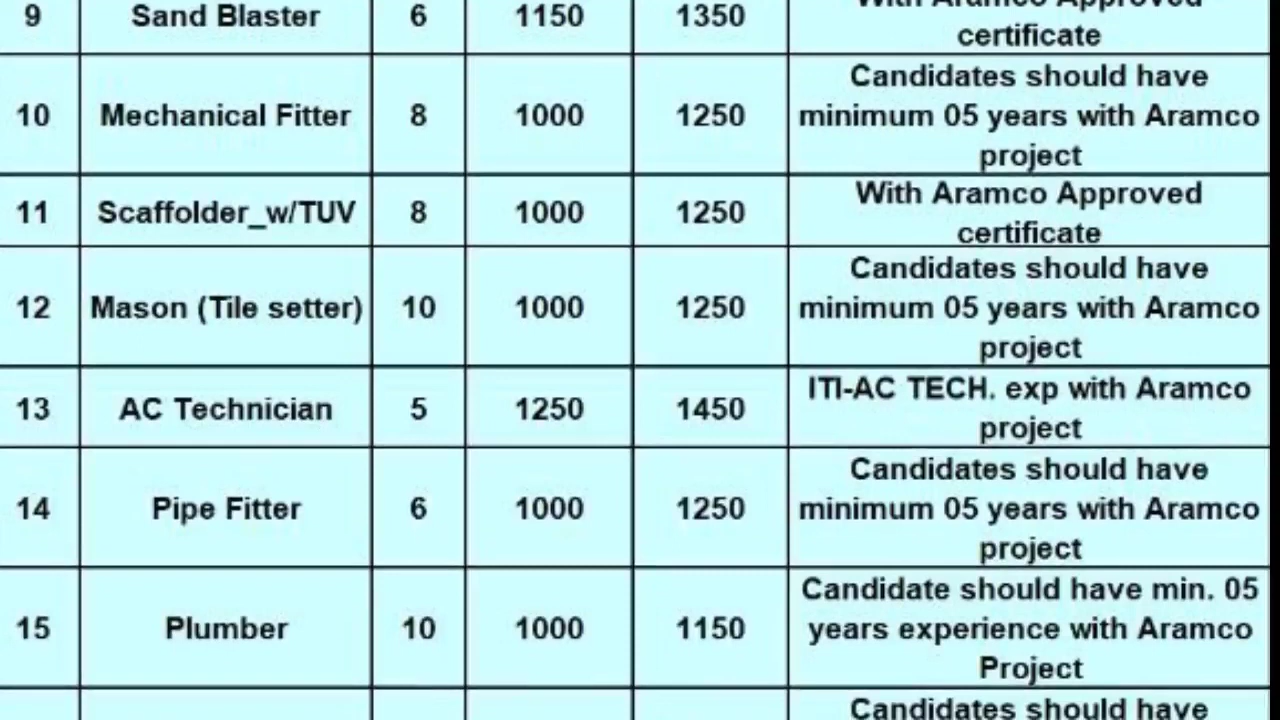 9 Sand Blaster 6 1150 1350 With Aramco Approved
certificate
Candidates should have
10 Mechanical Fitter 8 1000 1250 minimum 05 years with Aramco
project
With Aramco Approved
11 Scaffolder_w/TUV 8 1000 1250
certificate
Candidates should have
12 Mason (Tile setter) 10 1000 1250 minimum 05 years with Aramco
project
ITI-AC TECH. exp with Aramco
13 AC Technician 5 1250 1450
project
Candidates should have
14 Pipe Fitter 6 1000 1250 minimum 05 years with Aramco
project
Candidate should have min. 05
15 Plumber 10 1000 1150 years experience with Aramco
Project
Candidates should have